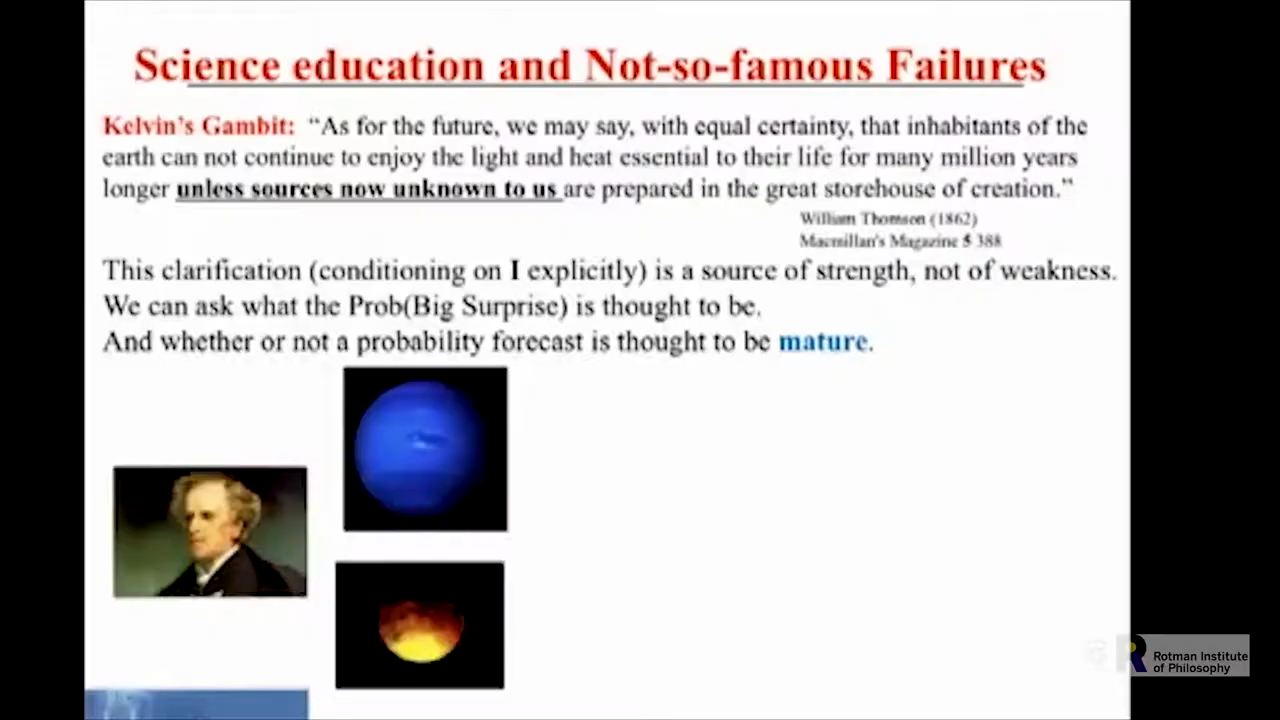 Science education and Not-so-famous Failures
Kelvin's Gambit: “As for the future, we may say, with equal certainty, that inhabitants of the
earth can not continue to enjoy the light and heat essential to their life for many million years
longer unless sources now unknown to us are prepared in the great storehouse of creation.”
William Thomson (1862)
Macmillan's Magazine 5 388
This clarification (conditioning on I explicitly) is a source of strength, not of weakness.
We can ask what the Prob(Big Surprise) is thought to be.
And whether or not a probability forecast is thought to be mature.
Rotman Institute
of Philosophy